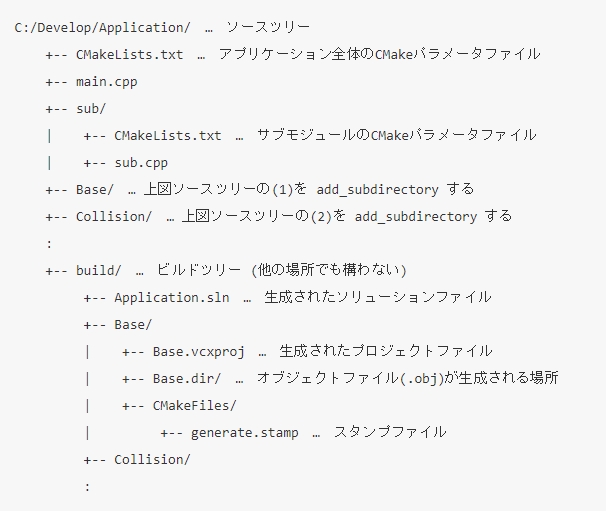 C:/Develop/Application/ … ソースツリー
+-- CMakeLists.txt … アプリケーション全体のCMakeパラメータファイル
+-- main.cpp
+-- sub/
| +-- CMakeLists.txt … サブモジュールのCMakeパラメータファイル
| +-- sub.cpp
+-- Base/ … 上図ソースツリーの(1)を add_subdirectory する
+-- Collision/ … 上図ソースツリーの(2)を add_subdirectory する
:
+-- build/ … ビルドツリー (他の場所でも構わない)
+-- Application.sln … 生成されたソリューションファイル
+-- Base/
| +-- Base.vcxproj … 生成されたプロジェクトファイル
| +-- Base.dir/ … オブジェクトファイル(.obj)が生成される場所
| +-- CMakeFiles/
| +-- generate.stamp … スタンプファイル
+-- Collision/
: